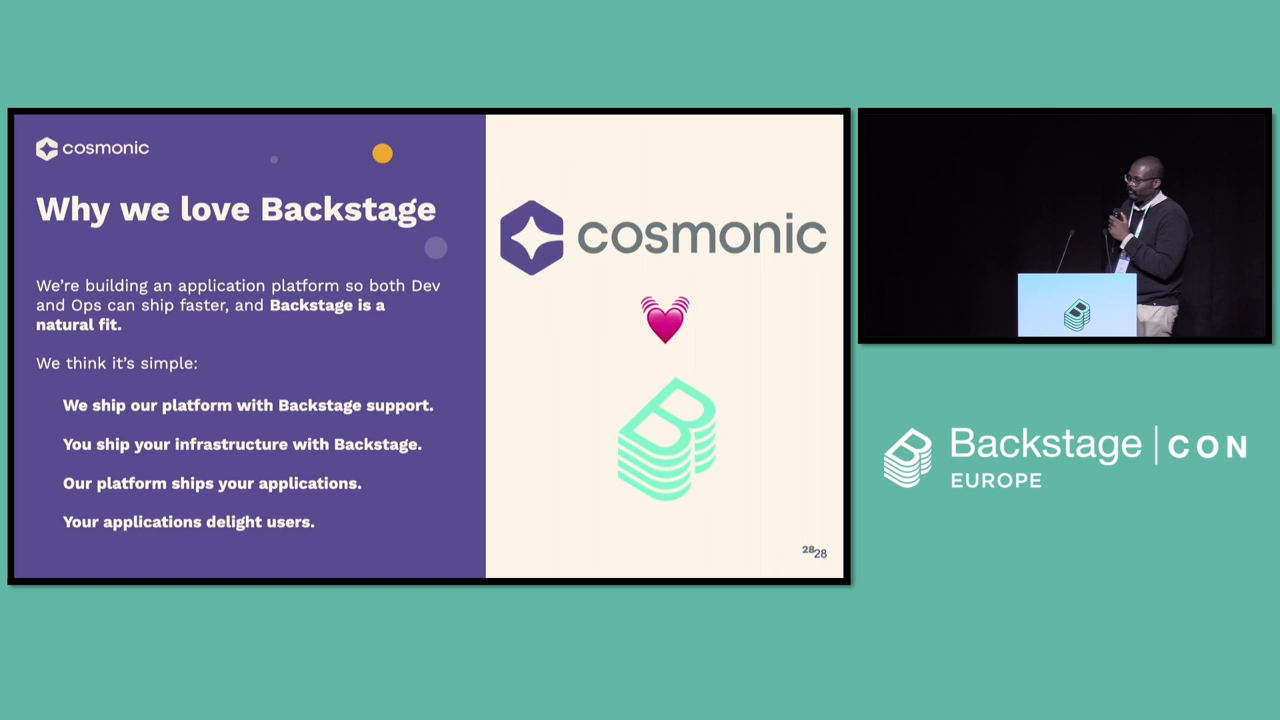 cosmonic
Why we love Backstage
We're building an application platform so both Dev
and Ops can ship faster, and Backstage is a
natural fit.
We think it's simple:
We ship our platform with Backstage support.
You ship your infrastructure with Backstage.
Our platform ships your applications.
Your applications delight users.
cosmonic
28
28
Backstage | CON
EUROPE